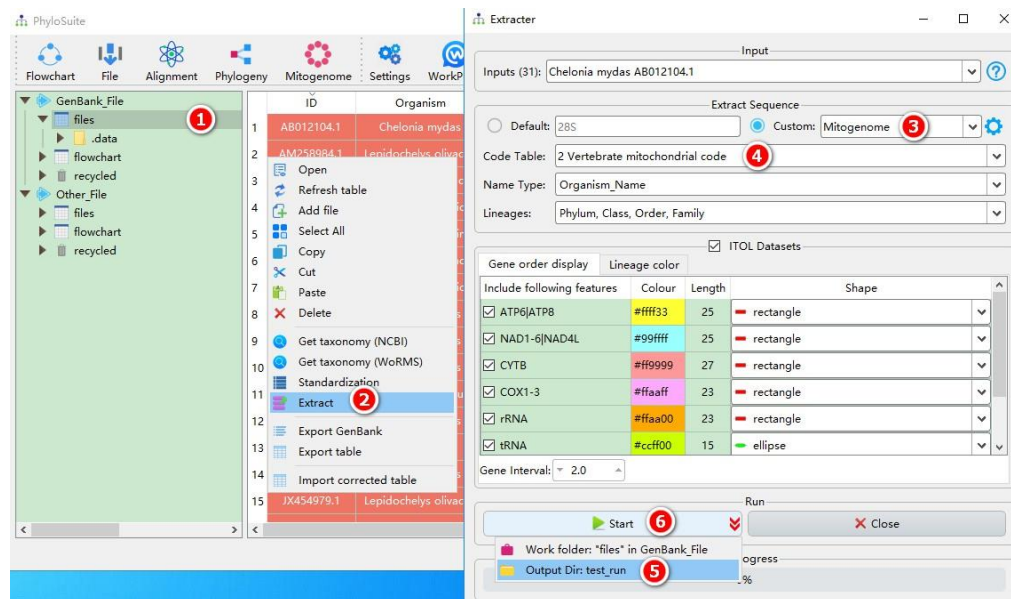 PhyloSuite
Flowchart File Alignment Phylogeny Mitogenome Settings WorkP
GenBank_File
files
1
.data
flowchart
recycled
Other_File
files
flowchart
recycled
ID Organism
1 AB012104.1 Chelonia mydas
2 AM258984.1 Lepidochelys olivac
3
4
5
6
7
8
9
10
11
12
13
14
15 JX454979.1 Lepidochelys olivac
Open
Refresh table
Add file
Select All
Copy
Cut
Paste
Delete
Get taxonomy (NCBI)
Get taxonomy (WoRMS)
Standardization
Extract 2
Export GenBank
Export table
Import corrected table
Extracter
Input
Inputs (31): Chelonia mydas AB012104.1
Extract Sequence
Default: 28S Custom: Mitogenome 3
Code Table: 2 Vertebrate mitochondrial code 4
Name Type: Organism_Name
Lineages: Phylum, Class, Order, Family
ITOL Datasets
Gene order display Lineage color
Include following features Colour Length Shape
ATP6|ATP8 #ffff33 25 rectangle
NAD1-6|NAD4L #99ffff 25 rectangle
CYTB #ff9999 27 rectangle
COX1-3 #ffaaff 23 rectangle
rRNA #ffaa00 23 rectangle
tRNA #ccff00 15 ellipse
Gene Interval: 2.0
Run
Start 6 Close
Work folder: "files" in GenBank_File
Output Dir: test_run 5
ogress
%